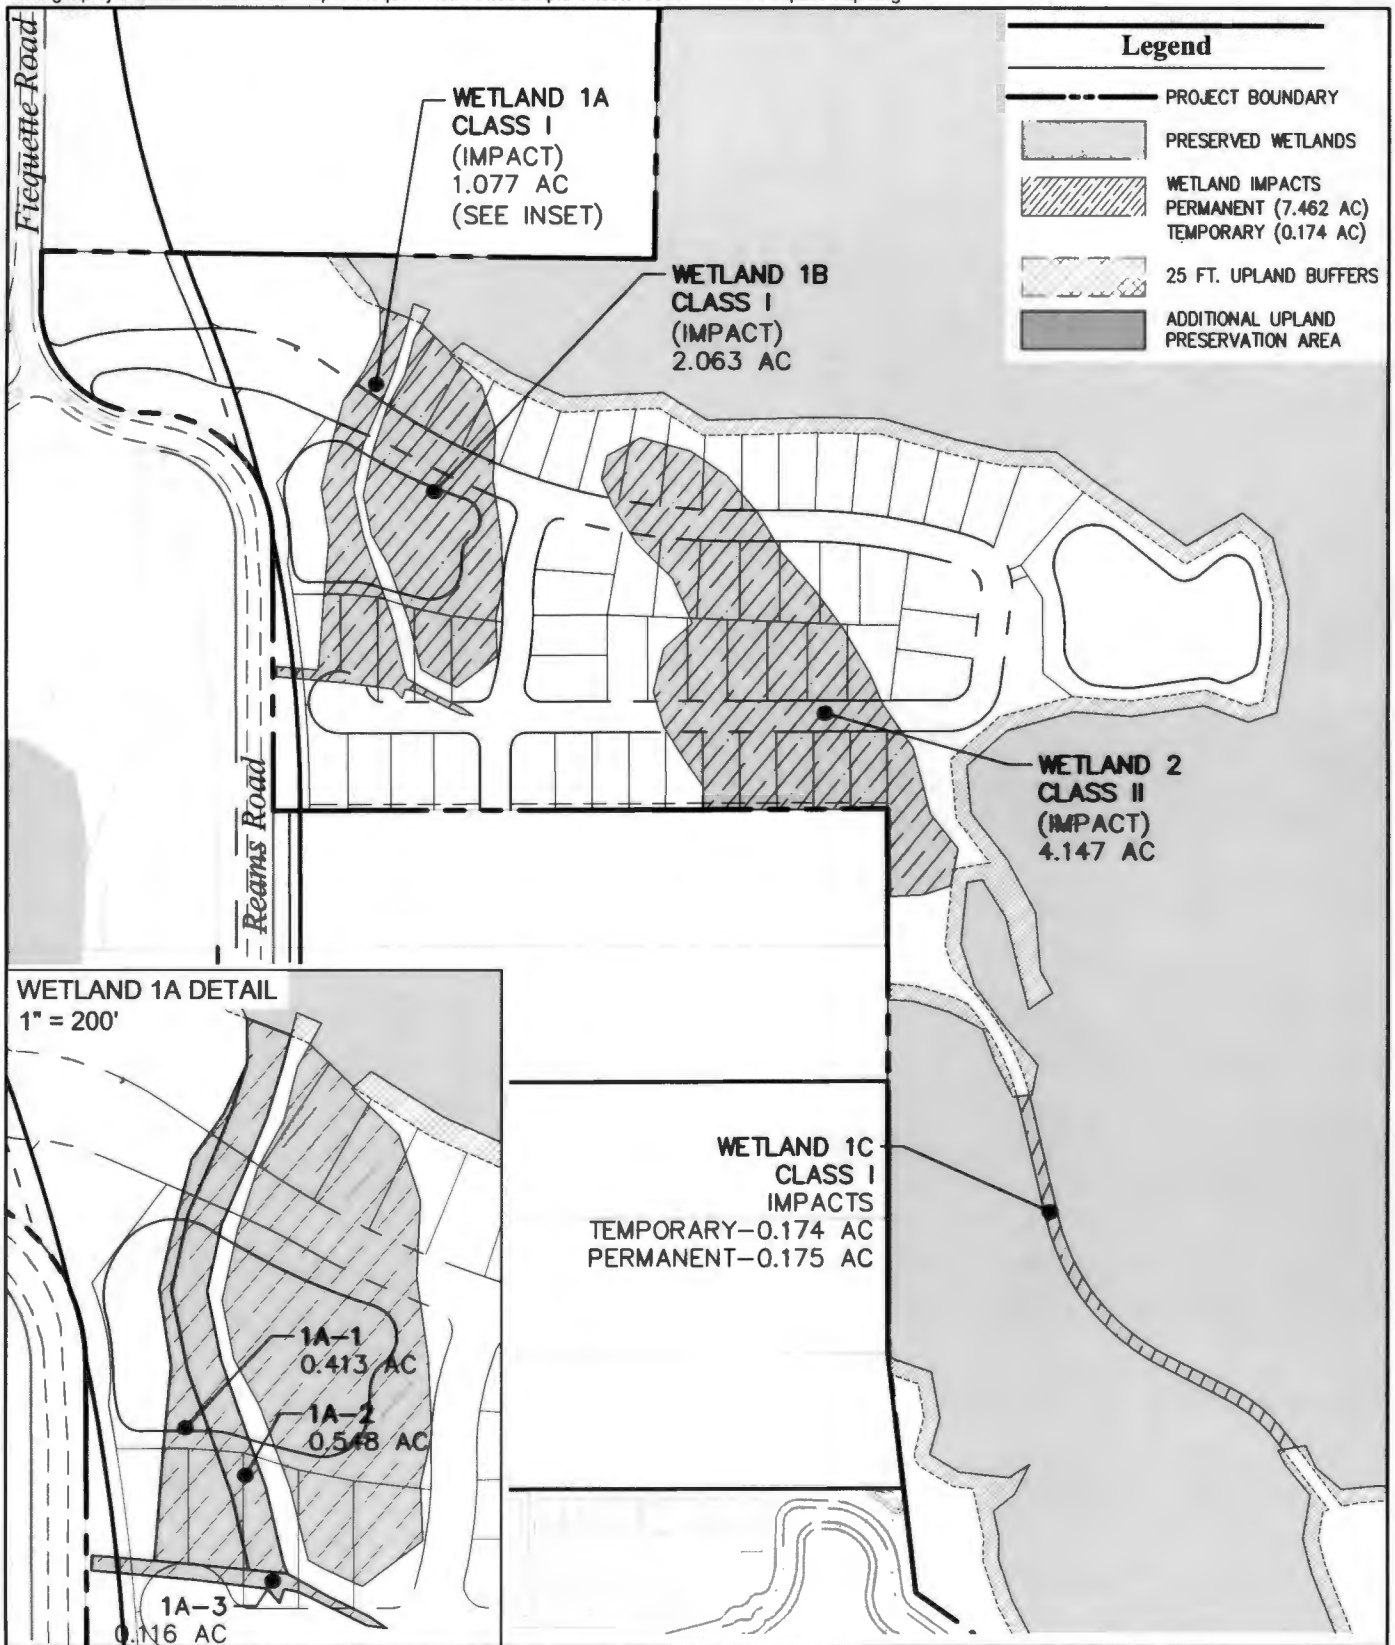 Legend
PROJECT BOUNDARY
PRESERVED WETLANDS
WETLAND IMPACTS
PERMANENT (7.462 AC)
TEMPORARY (0.174 AC)
25 FT. UPLAND BUFFERS
ADDITIONAL UPLAND
PRESERVATION AREA
Fiequette Road
WETLAND 1A
CLASS I
(IMPACT)
1.077 AC
(SEE INSET)
WETLAND 1B
CLASS I
(IMPACT)
2.063 AC
WETLAND 2
CLASS II
(IMPACT)
4.147 AC
Reams Road
WETLAND 1A DETAIL
1" = 200'
1A-1
0.413 AC
1A-2
0.548 AC
1A-3
0.116 AC
WETLAND 1C
CLASS I
IMPACTS
TEMPORARY-0.174 AC
PERMANENT-0.175 AC